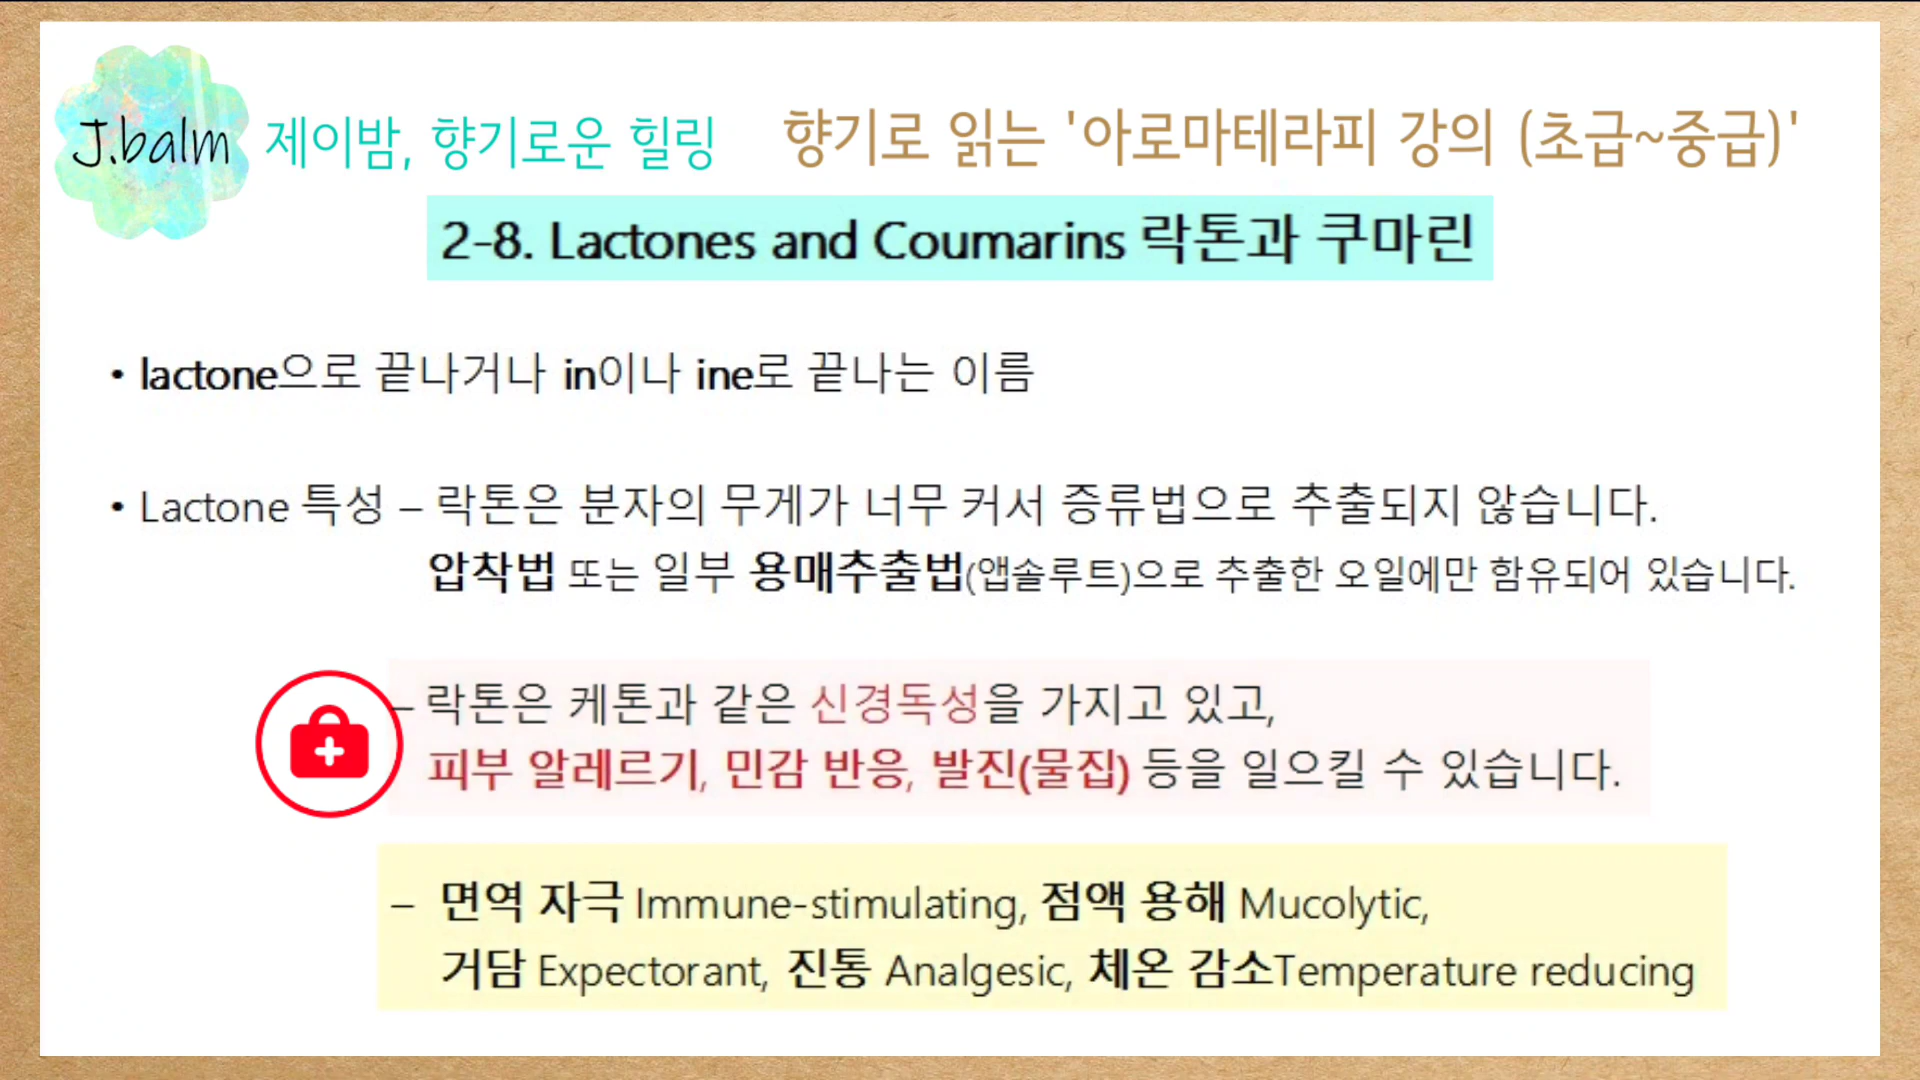 J.balm 제이밤, 향기로운 힐링 향기로 읽는 '아로마테라피 강의 (초급~중급)'
2-8. Lactones and Coumarins 락톤과 쿠마린
• lactone으로 끝나거나 in이나 ine로 끝나는 이름
• Lactone 특성 – 락톤은 분자의 무게가 너무 커서 증류법으로 추출되지 않습니다.
압착법 또는 일부 용매추출법(앱솔루트)으로 추출한 오일에만 함유되어 있습니다.
– 락톤은 케톤과 같은 신경독성을 가지고 있고,
피부 알레르기, 민감 반응, 발진(물집) 등을 일으킬 수 있습니다.
– 면역 자극 Immune-stimulating, 점액 용해 Mucolytic,
거담 Expectorant, 진통 Analgesic, 체온 감소Temperature reducing